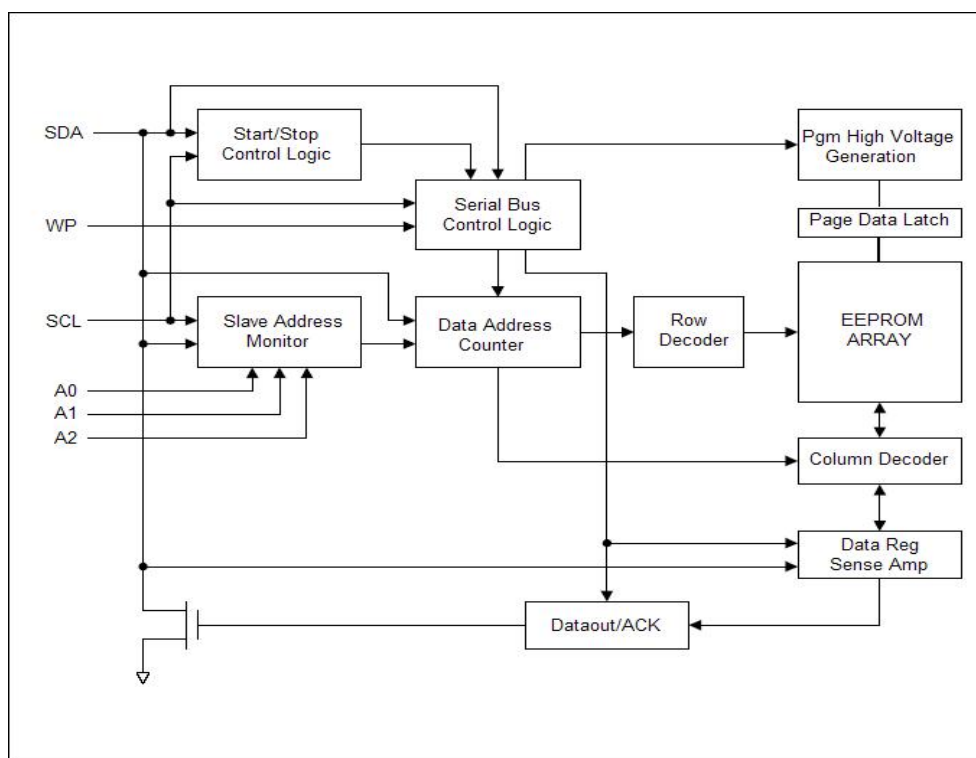 SDA
Start/Stop
Control Logic
Pgm High Voltage
Generation
WP
Serial Bus
Control Logic
Page Data Latch
SCL
Slave Address
Monitor
Data Address
Counter
Row
Decoder
EEPROM
ARRAY
A0
A1
A2
Column Decoder
Data Reg
Sense Amp
Dataout/ACK